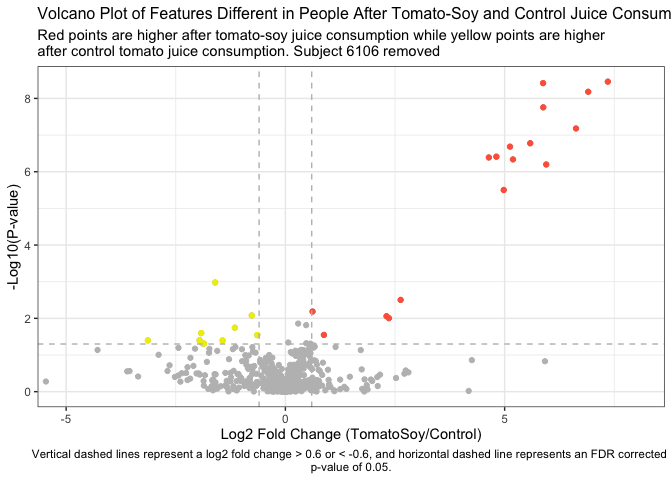 Volcano Plot of Features Different in People After Tomato-Soy and Control Juice Consum
Red points are higher after tomato-soy juice consumption while yellow points are higher
after control tomato juice consumption. Subject 6106 removed
8
6
4
2
0
-Log10(P-value)
-5
0
5
Log2 Fold Change (TomatoSoy/Control)
Vertical dashed lines represent a log2 fold change > 0.6 or < -0.6, and horizontal dashed line represents an FDR corrected
p-value of 0.05.